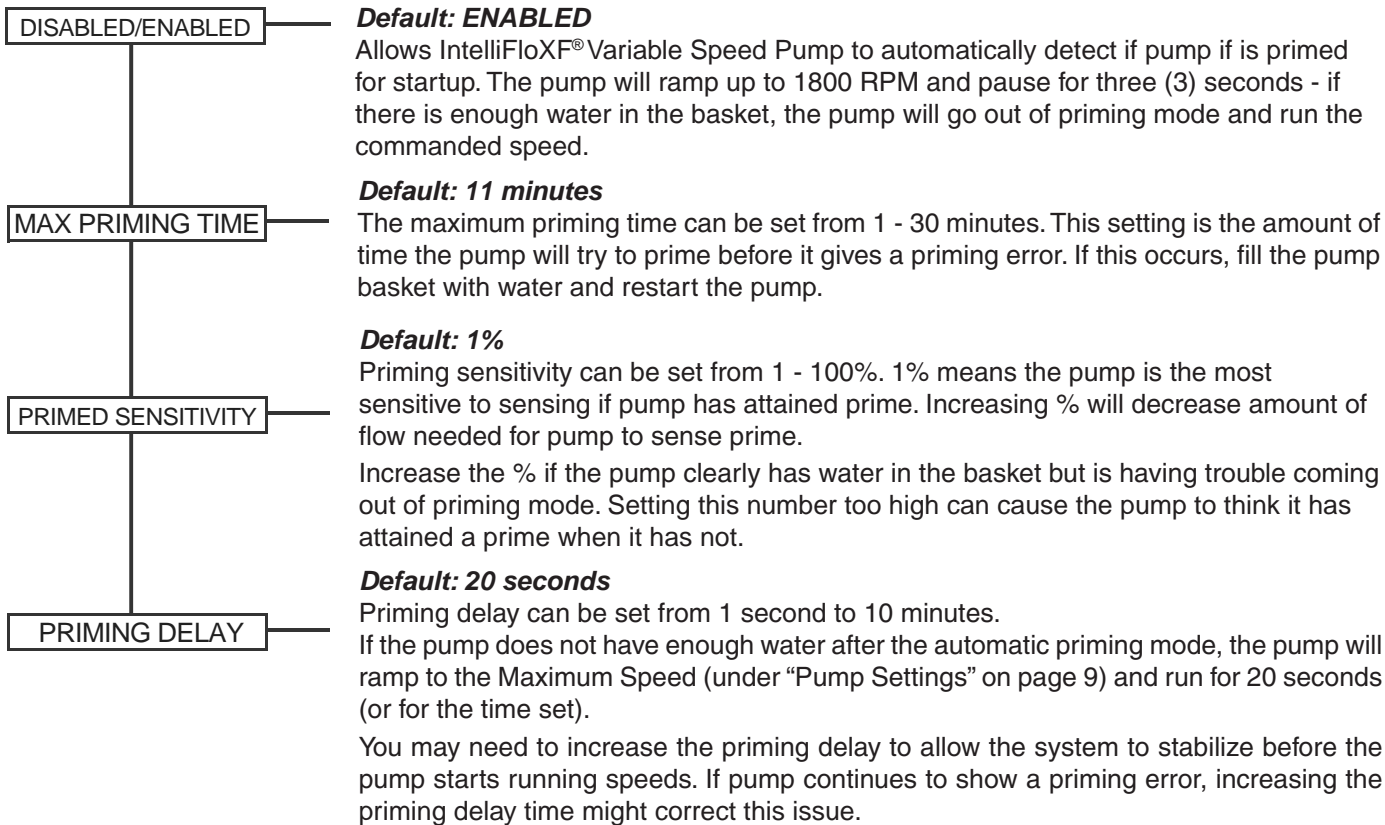 DISABLED/ENABLED
Default: ENABLED
Allows IntelliFloXF® Variable Speed Pump to automatically detect if pump if is primed
for startup. The pump will ramp up to 1800 RPM and pause for three (3) seconds - if
there is enough water in the basket, the pump will go out of priming mode and run the
commanded speed.
MAX PRIMING TIME
Default: 11 minutes
The maximum priming time can be set from 1 - 30 minutes. This setting is the amount of
time the pump will try to prime before it gives a priming error. If this occurs, fill the pump
basket with water and restart the pump.
PRIMED SENSITIVITY
Default: 1%
Priming sensitivity can be set from 1 - 100%. 1% means the pump is the most
sensitive to sensing if pump has attained prime. Increasing % will decrease amount of
flow needed for pump to sense prime.
Increase the % if the pump clearly has water in the basket but is having trouble coming
out of priming mode. Setting this number too high can cause the pump to think it has
attained a prime when it has not.
PRIMING DELAY
Default: 20 seconds
Priming delay can be set from 1 second to 10 minutes.
If the pump does not have enough water after the automatic priming mode, the pump will
ramp to the Maximum Speed (under “Pump Settings” on page 9) and run for 20 seconds
(or for the time set).
You may need to increase the priming delay to allow the system to stabilize before the
pump starts running speeds. If pump continues to show a priming error, increasing the
priming delay time might correct this issue.